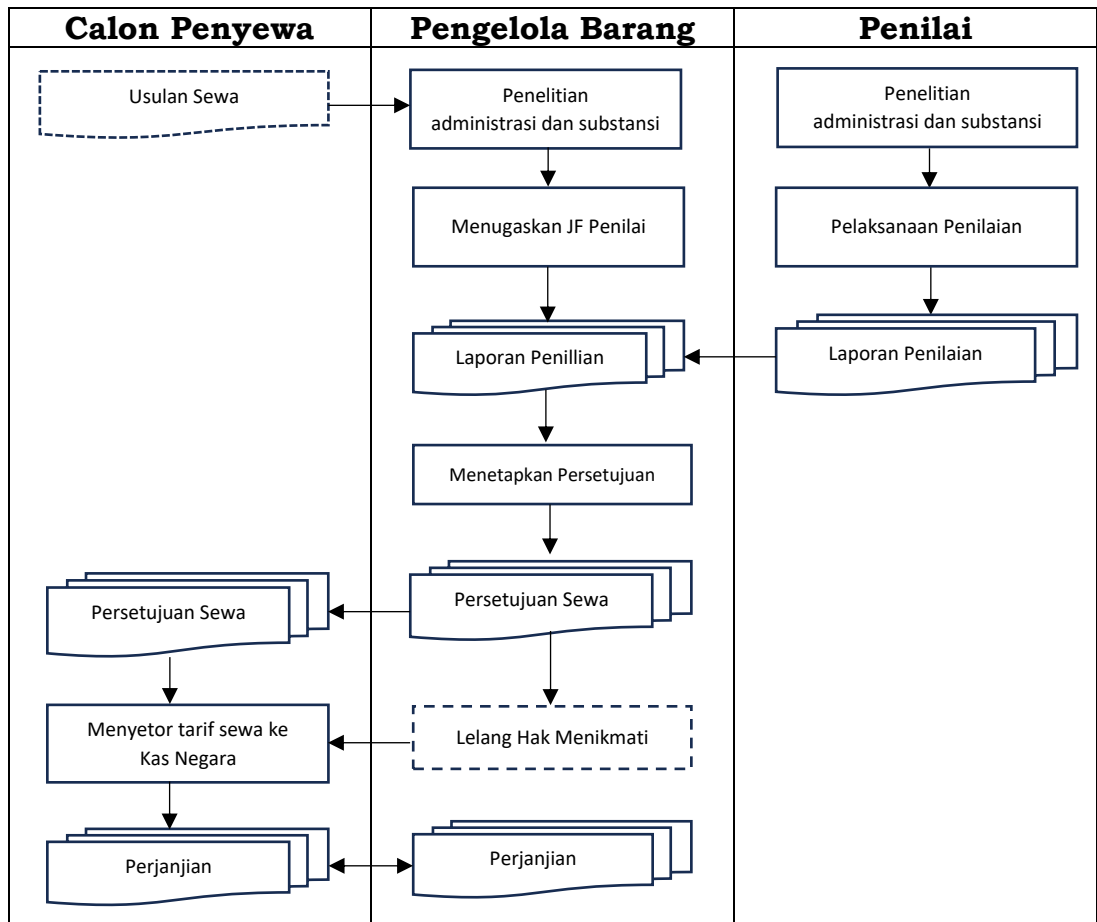 Calon Penyewa
Pengelola Barang
Penilai
Usulan Sewa
Penelitian
administrasi dan substansi
Penelitian
administrasi dan substansi
Menugaskan JF Penilai
Pelaksanaan Penilaian
Laporan Penillian
Laporan Penilaian
Menetapkan Persetujuan
Persetujuan Sewa
Persetujuan Sewa
Menyetor tarif sewa ke
Kas Negara
Lelang Hak Menikmati
Perjanjian
Perjanjian